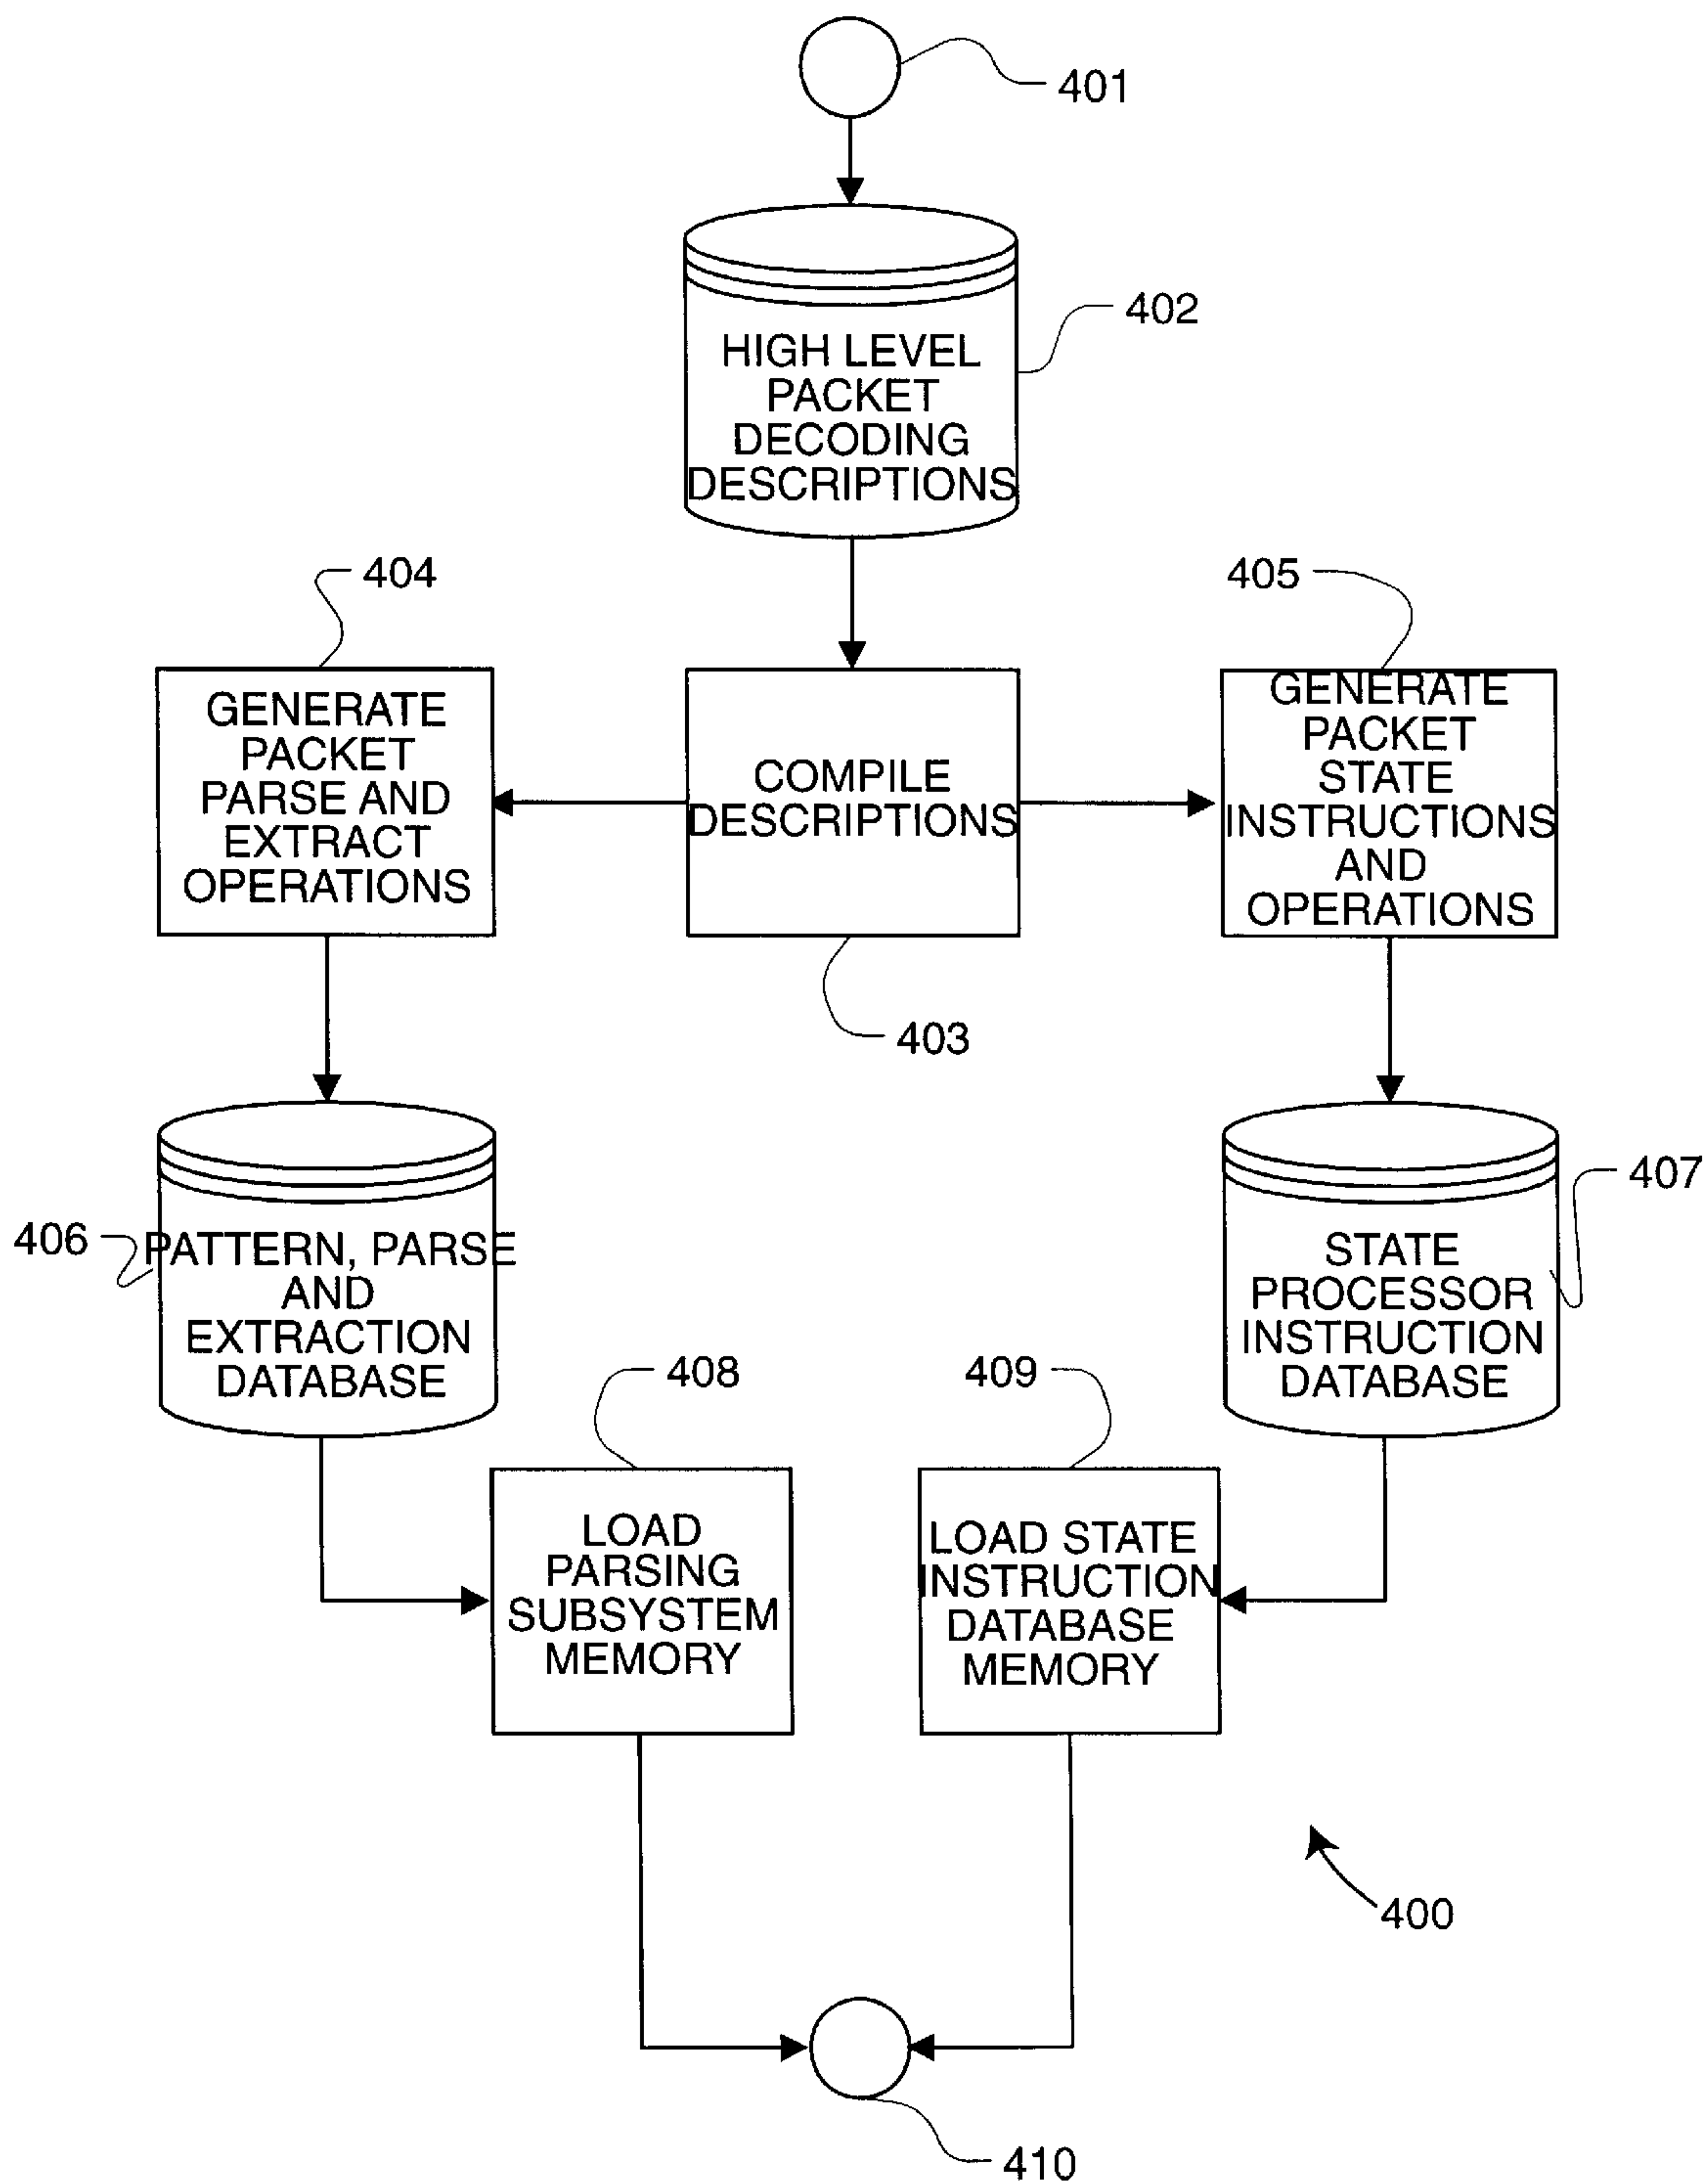 401
HIGH LEVEL
PACKET
DECODING
DESCRIPTIONS
402
404
405
GENERATE
PACKET
PARSE AND
EXTRACT
OPERATIONS
COMPILE
DESCRIPTIONS
GENERATE
PACKET
STATE
INSTRUCTIONS
AND
OPERATIONS
403
406
PATTERN, PARSE
AND
EXTRACTION
DATABASE
407
STATE
PROCESSOR
INSTRUCTION
DATABASE
408
409
LOAD
PARSING
SUBSYSTEM
MEMORY
LOAD STATE
INSTRUCTION
DATABASE
MEMORY
400
410